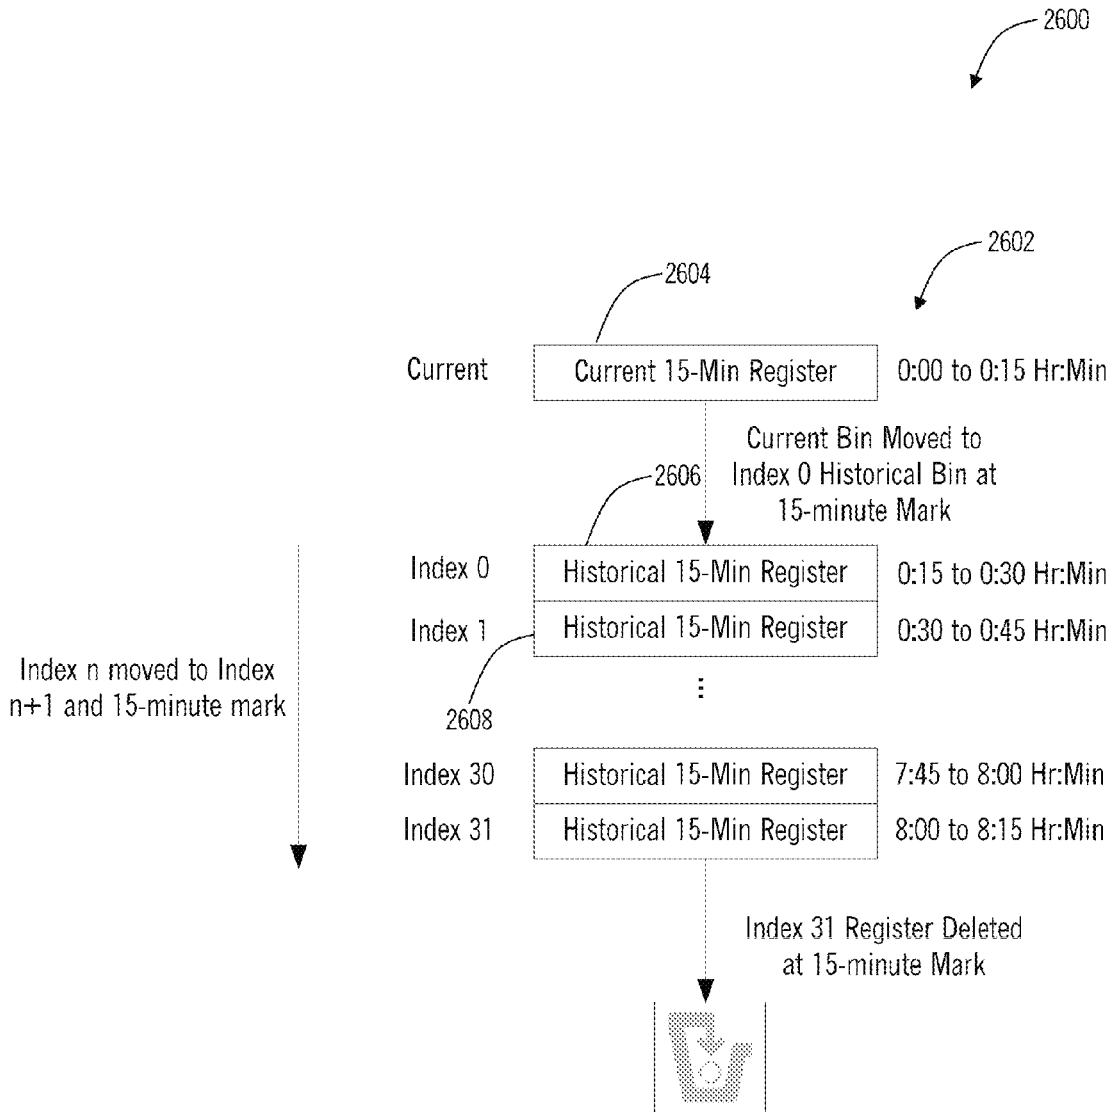 2600
2602
2604
Current
Current 15-Min Register
0:00 to 0:15 Hr:Min
Current Bin Moved to
Index 0 Historical Bin at
15-minute Mark
2606
Index 0
Historical 15-Min Register
0:15 to 0:30 Hr:Min
Index 1
Historical 15-Min Register
0:30 to 0:45 Hr:Min
Index n moved to Index
n+1 and 15-minute mark
⋮
2608
Index 30
Historical 15-Min Register
7:45 to 8:00 Hr:Min
Index 31
Historical 15-Min Register
8:00 to 8:15 Hr:Min
Index 31 Register Deleted
at 15-minute Mark